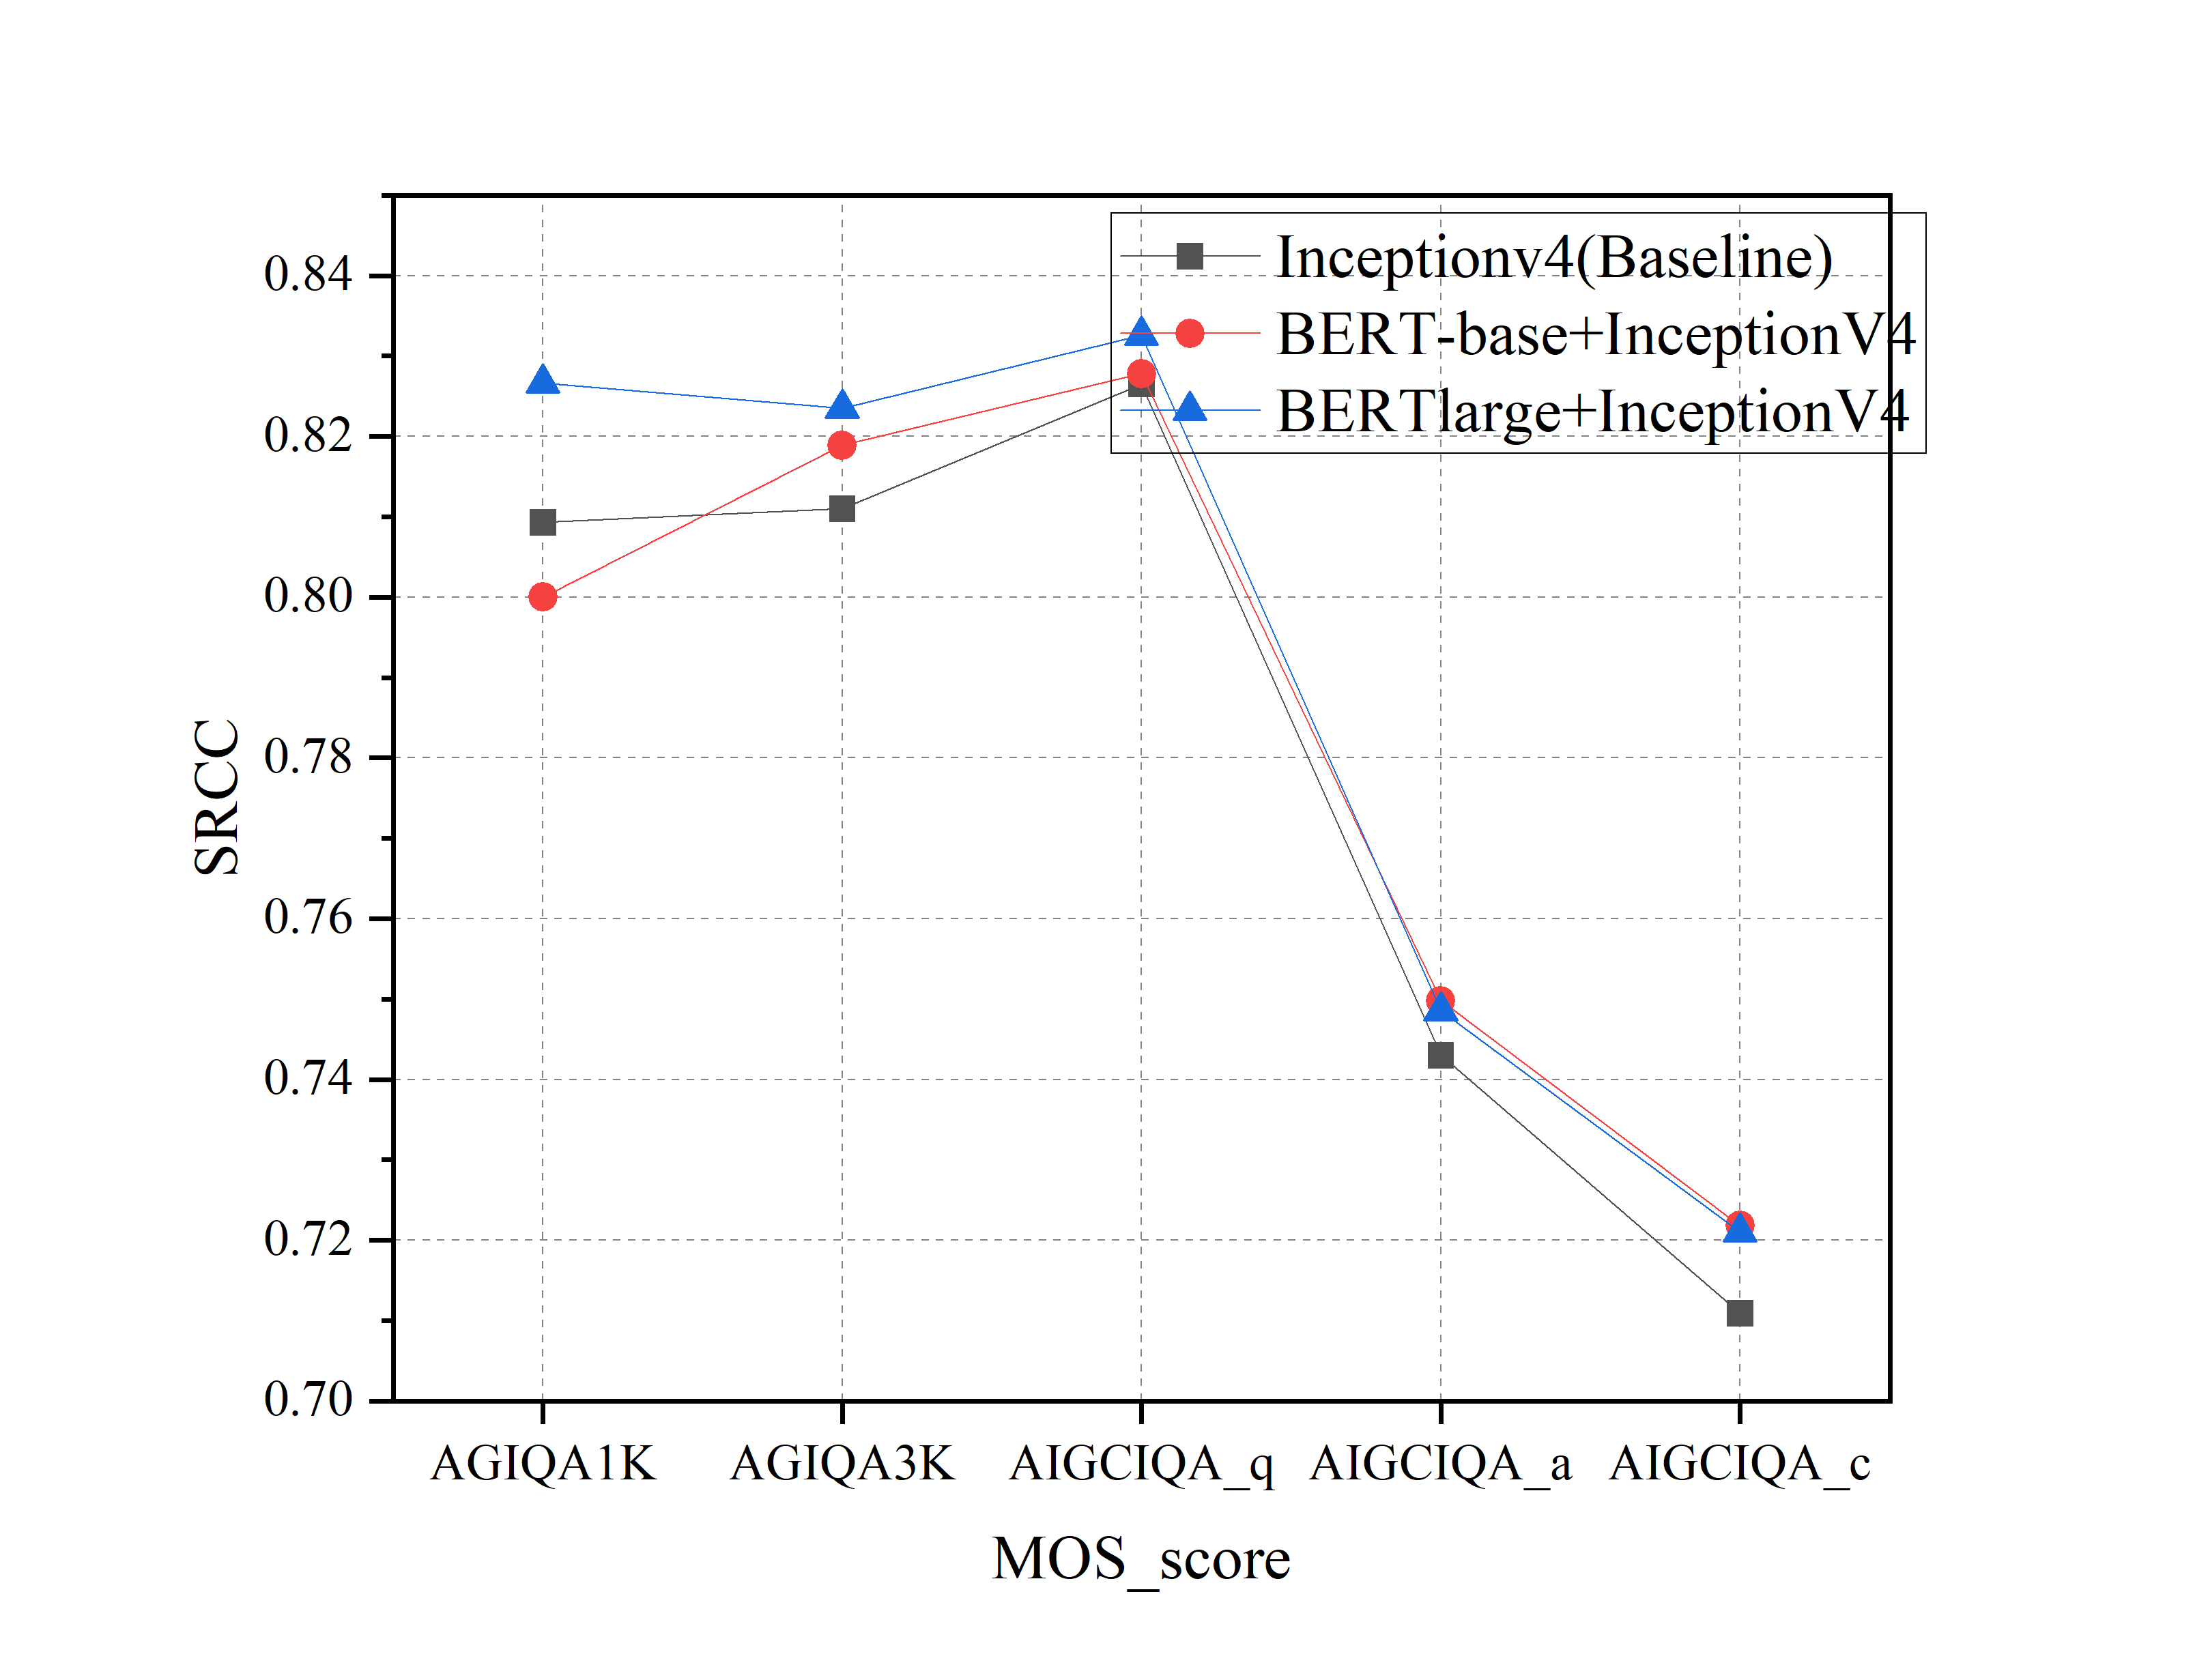 Inceptionv4(Baseline)
BERT-base+InceptionV4
BERTlarge+InceptionV4
0.84
0.82
0.80
0.78
0.76
0.74
0.72
0.70
SRCC
AGIQA1K
AGIQA3K
AIGCIQA_q
AIGCIQA_a
AIGCIQA_c
MOS_score